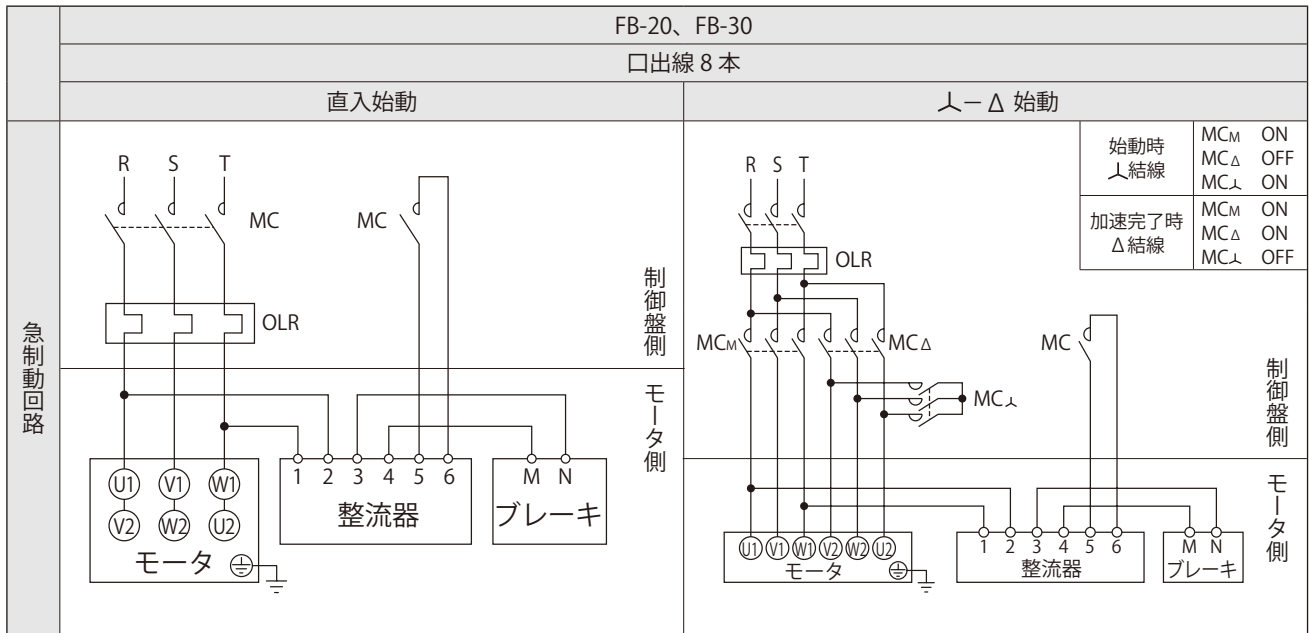 FB-20、FB-30
口出線 8 本
直入始動
人－Δ 始動
急制動回路
R S T
MC
MC
OLR
制御盤側
モータ側
U1 V1 W1
V2 W2 U2
モータ
1 2 3 4 5 6
整流器
M N
ブレーキ
始動時
人結線
MCM ON
MCΔ OFF
MC人 ON
加速完了時
Δ結線
MCM ON
MCΔ ON
MC人 OFF
R S T
OLR
MCM
MCΔ
MC人
MC
制御盤側
モータ側
U1 V1 W1 V2 W2 U2
モータ
1 2 3 4 5 6
整流器
M N
ブレーキ